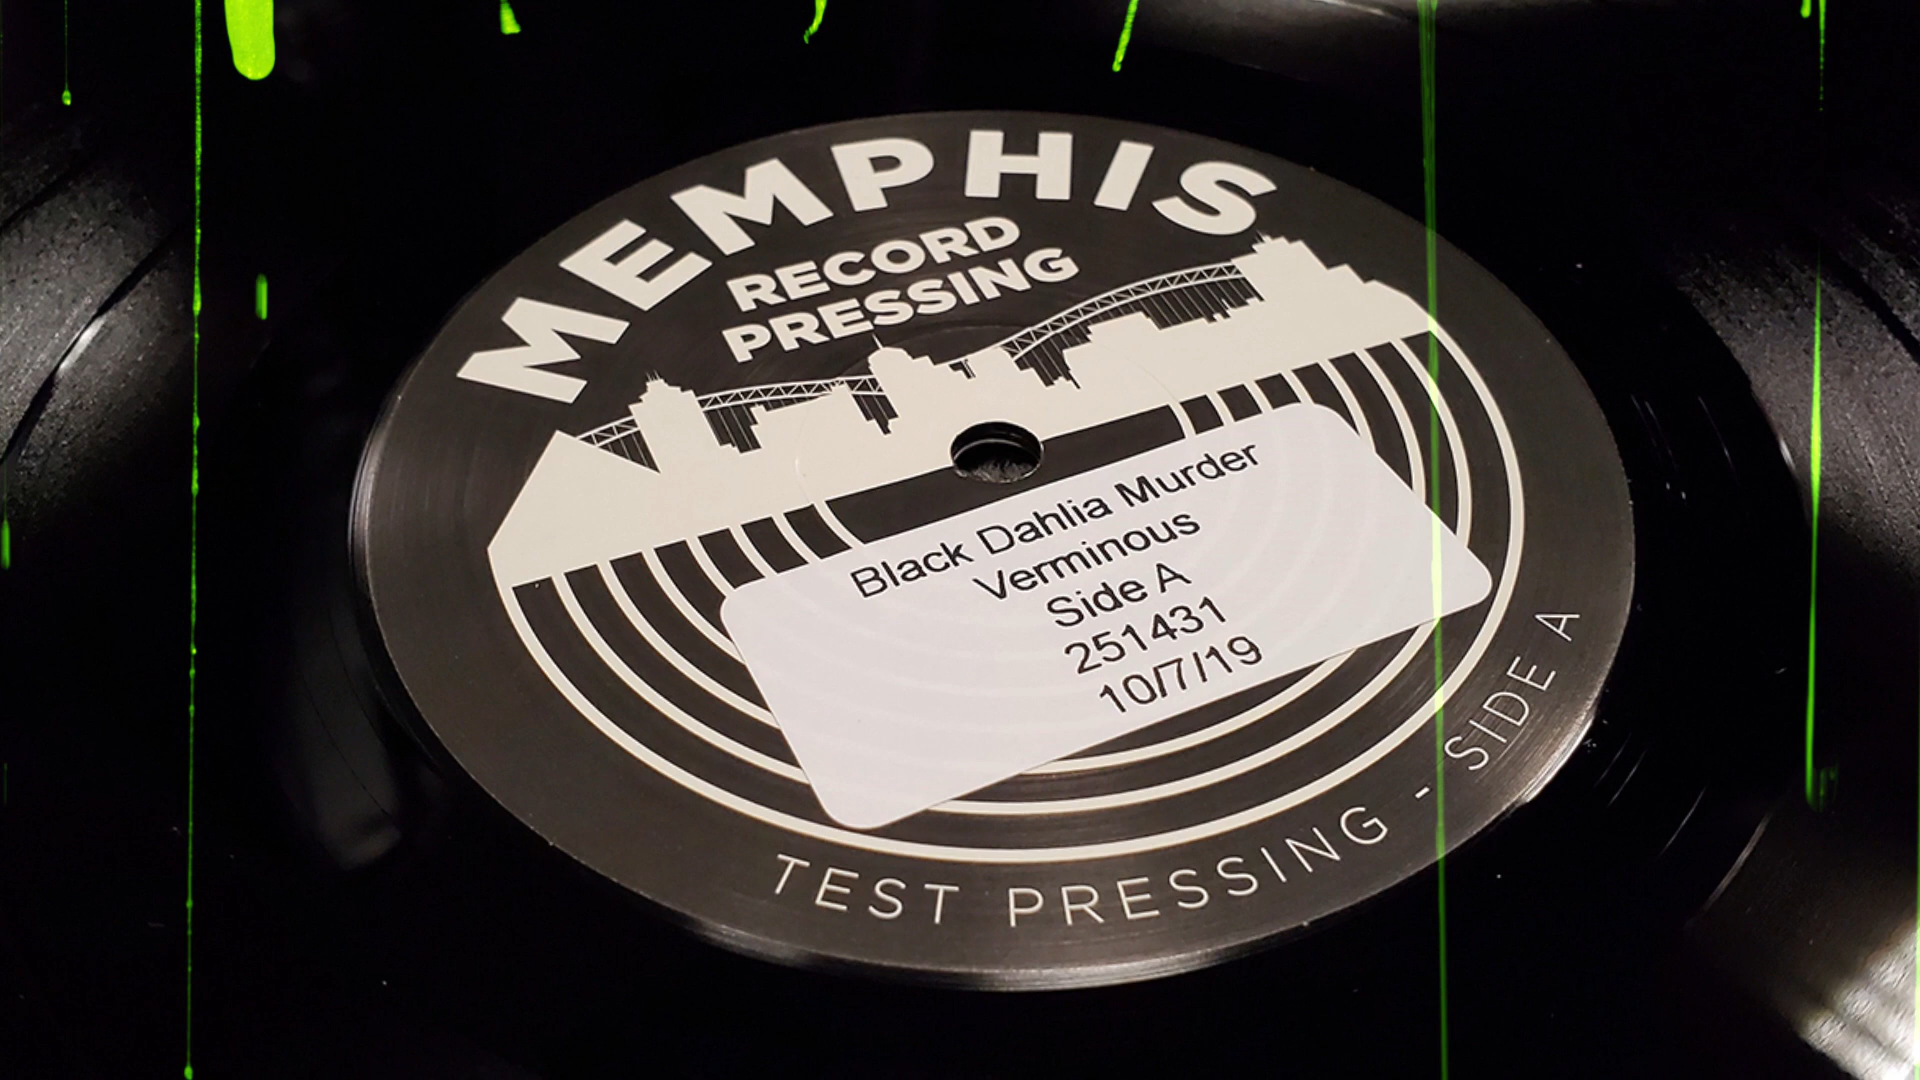 MEMPHIS
RECORD
PRESSING
Black Dahlia Murder
Verminous
Side A
251431
10/7/19
TEST PRESSING - SIDE A